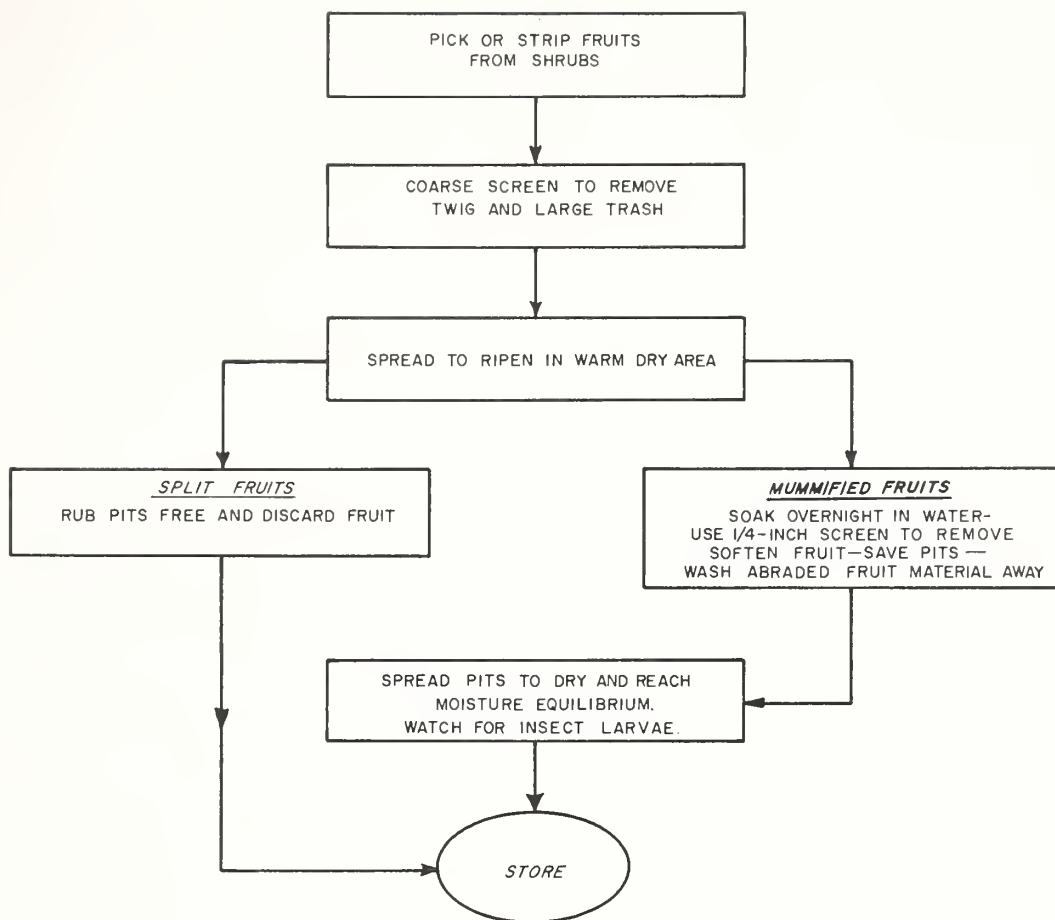 PICK OR STRIP FRUITS
FROM SHRUBS
COARSE SCREEN TO REMOVE
TWIG AND LARGE TRASH
SPREAD TO RIPEN IN WARM DRY AREA
SPLIT FRUITS
RUB PITS FREE AND DISCARD FRUIT
MUMMIFIED FRUITS
SOAK OVERNIGHT IN WATER-
USE 1/4-INCH SCREEN TO REMOVE
SOFTEN FRUIT—SAVE PITS —
WASH ABRADED FRUIT MATERIAL AWAY
SPREAD PITS TO DRY AND REACH
MOISTURE EQUILIBRIUM.
WATCH FOR INSECT LARVAE.
STORE